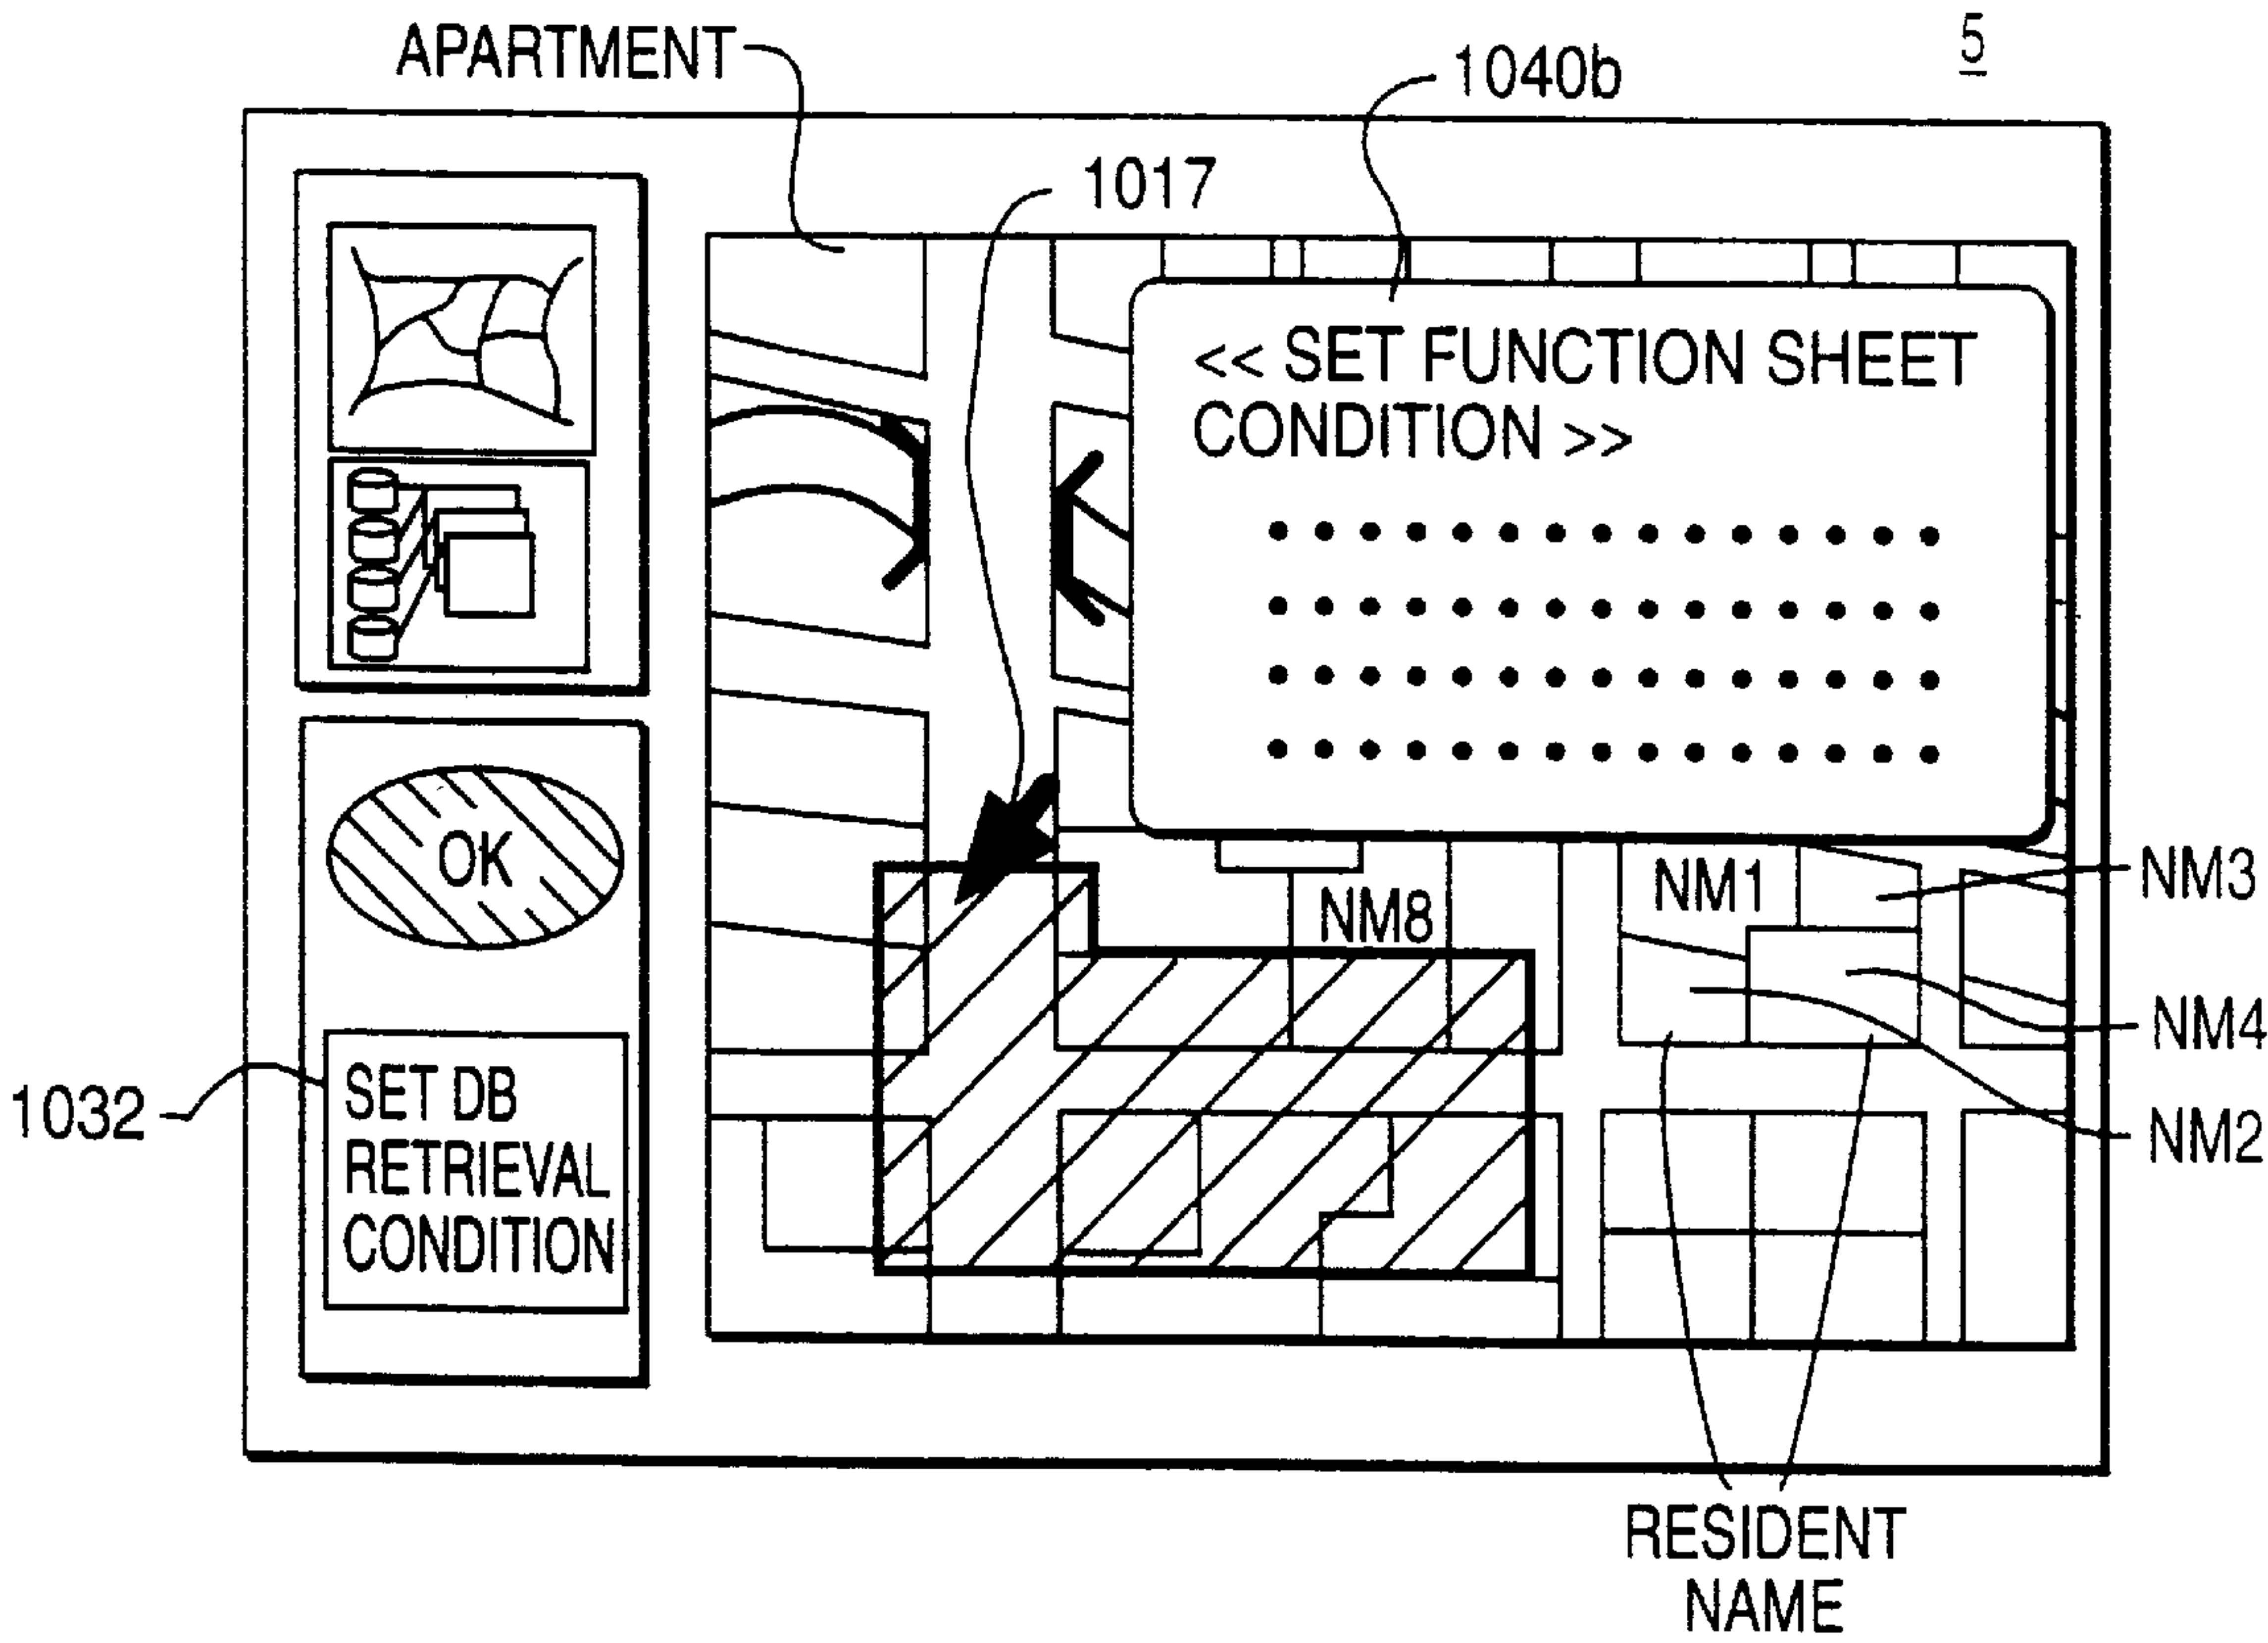 5
APARTMENT
1040b
1017
<< SET FUNCTION SHEET
CONDITION >>
OK
NM1
NM3
NM8
NM4
SET DB
RETRIEVAL
CONDITION
1032
NM2
RESIDENT
NAME